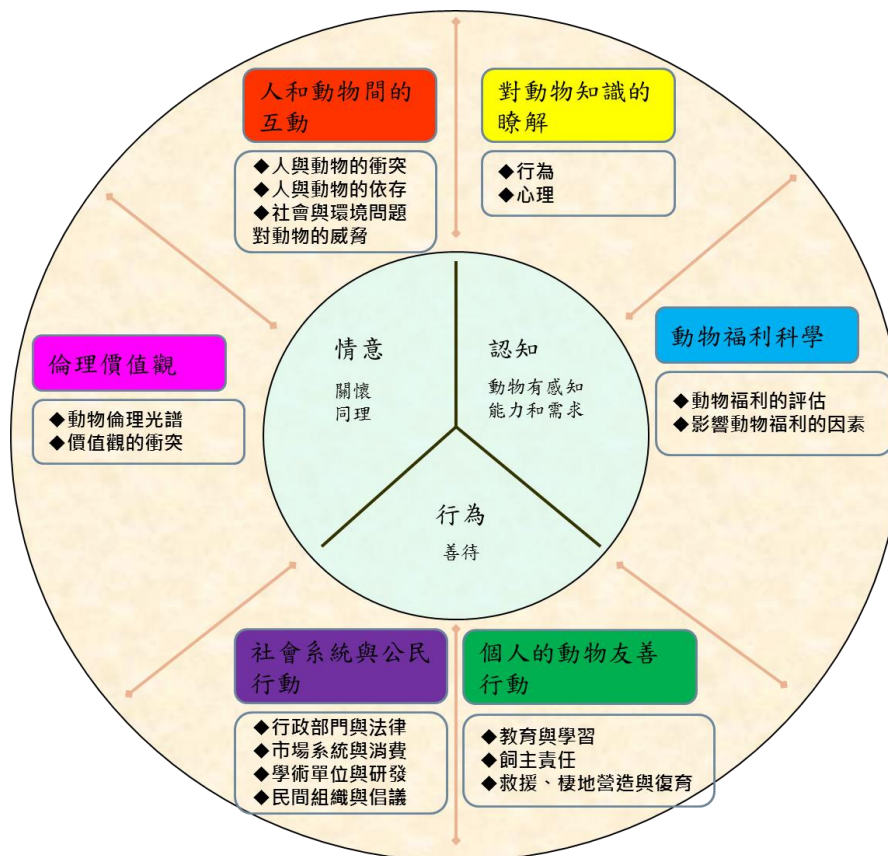 人和動物間的
互動
◆人與動物的衝突
◆人與動物的依存
◆社會與環境問題
對動物的威脅
對動物知識的
瞭解
◆行為
◆心理
倫理價值觀
◆動物倫理光譜
◆價值觀的衝突
情意
關懷
同理
認知
動物有感知
能力和需求
行為
善待
動物福利科學
◆動物福利的評估
◆影響動物福利的因素
社會系統與公民
行動
◆行政部門與法律
◆市場系統與消費
◆學術單位與研發
◆民間組織與倡議
個人的動物友善
行動
◆教育與學習
◆飼主責任
◆救援、棲地營造與復育